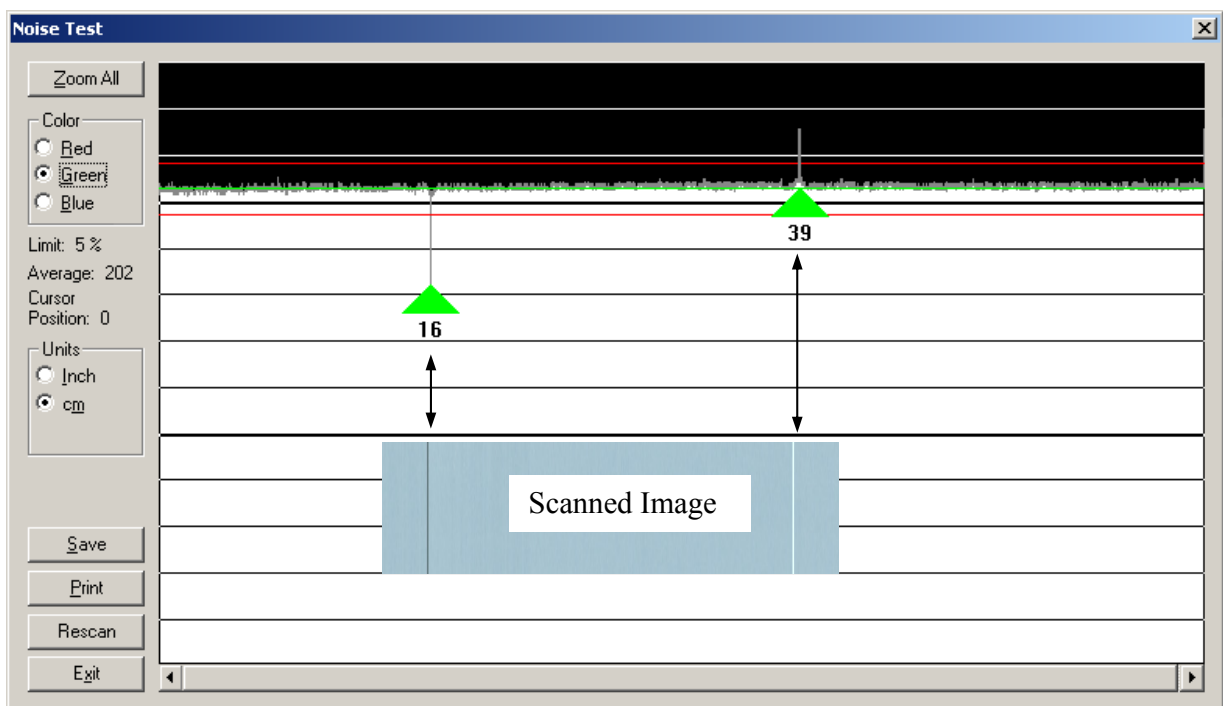 Noise Test
Zoom All
Color
Red
Green
Blue
Limit: 5 %
Average: 202
Cursor
Position: 0
Units
Inch
cm
Save
Print
Rescan
Exit
39
16
Scanned Image